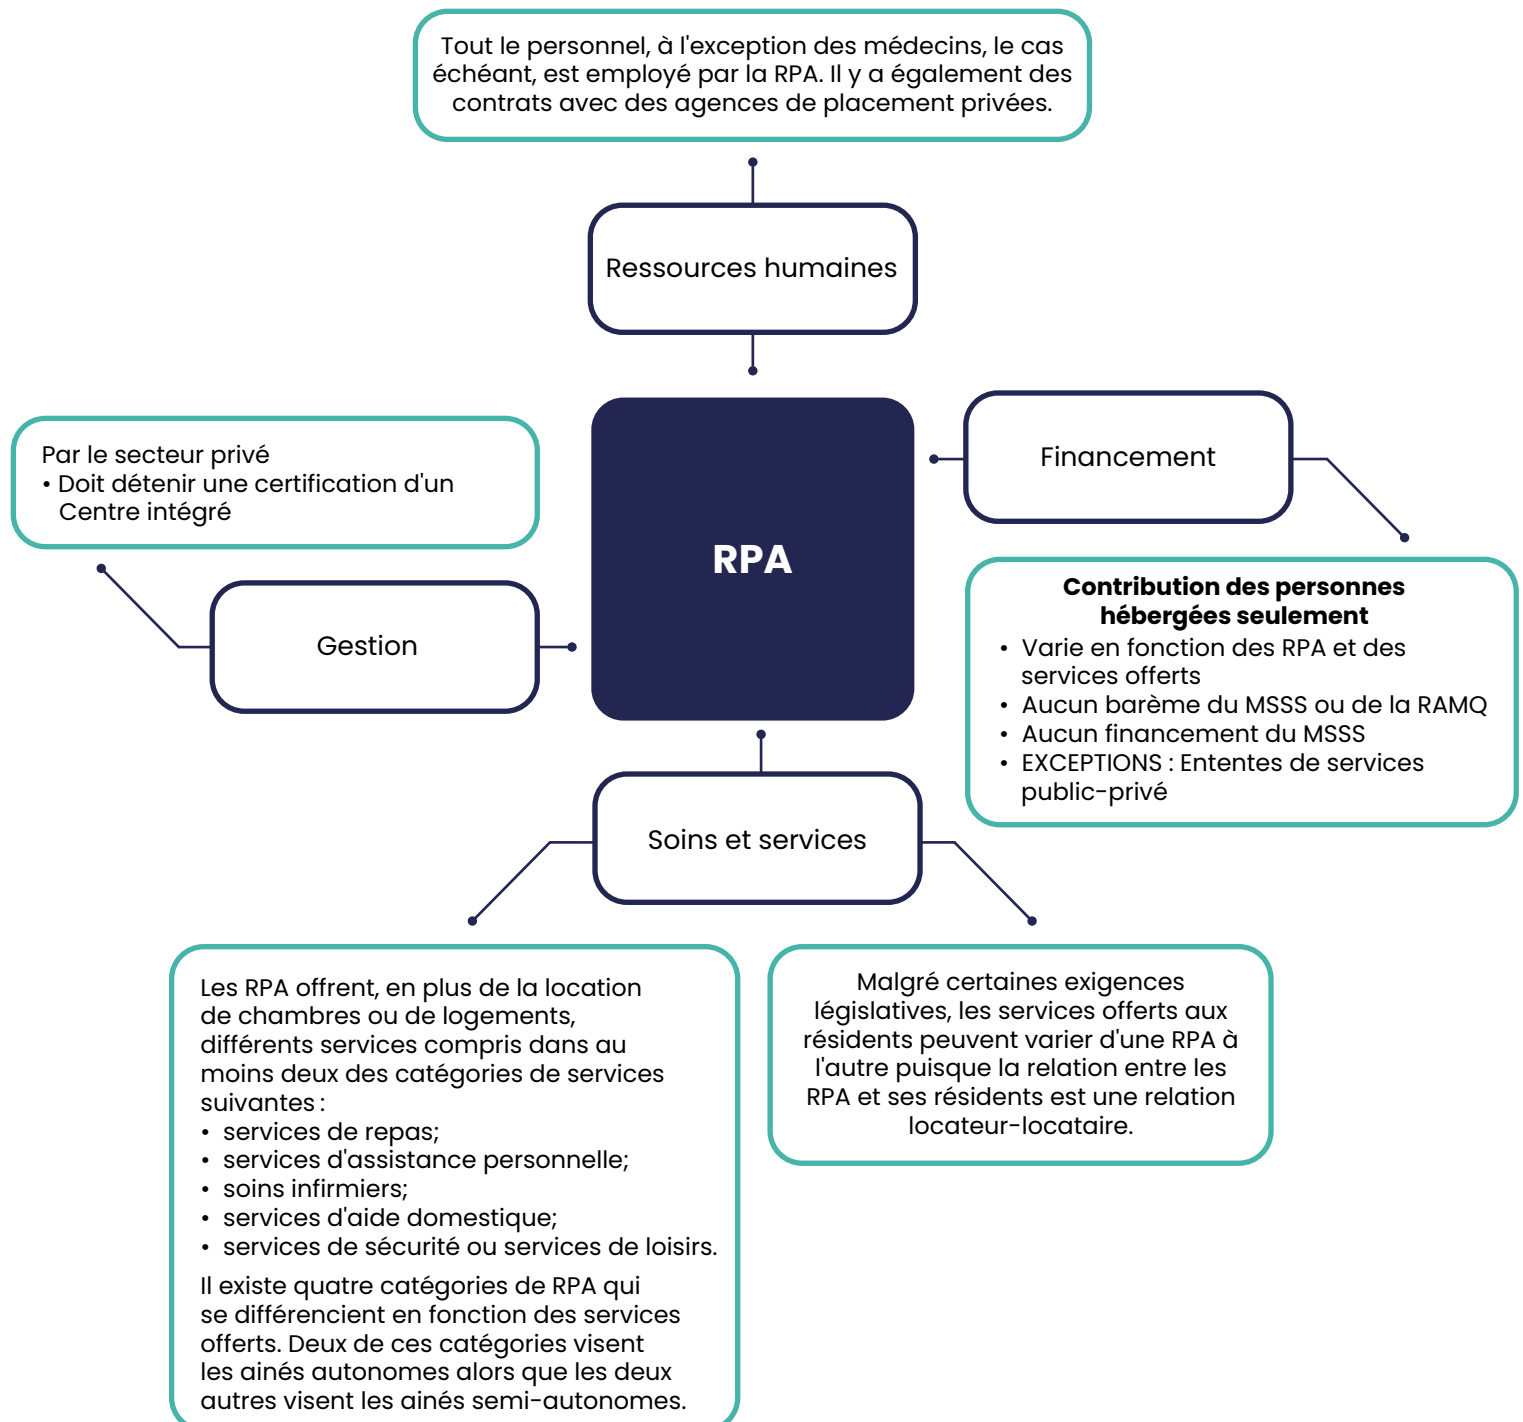 Tout le personnel, à l'exception des médecins, le cas
échéant, est employé par la RPA. Il y a également des
contrats avec des agences de placement privées.
Ressources humaines
Par le secteur privé
• Doit détenir une certification d'un
Centre intégré
Gestion
RPA
Financement
Contribution des personnes
hébergées seulement
• Varie en fonction des RPA et des
services offerts
• Aucun barème du MSSS ou de la RAMQ
• Aucun financement du MSSS
• EXCEPTIONS : Ententes de services
public-privé
Soins et services
Les RPA offrent, en plus de la location
de chambres ou de logements,
différents services compris dans au
moins deux des catégories de services
suivantes :
• services de repas;
• services d'assistance personnelle;
• soins infirmiers;
• services d'aide domestique;
• services de sécurité ou services de loisirs.
Il existe quatre catégories de RPA qui
se différencient en fonction des services
offerts. Deux de ces catégories visent
les ainés autonomes alors que les deux
autres visent les ainés semi-autonomes.
Malgré certaines exigences
législatives, les services offerts aux
résidents peuvent varier d'une RPA à
l'autre puisque la relation entre les
RPA et ses résidents est une relation
locateur-locataire.